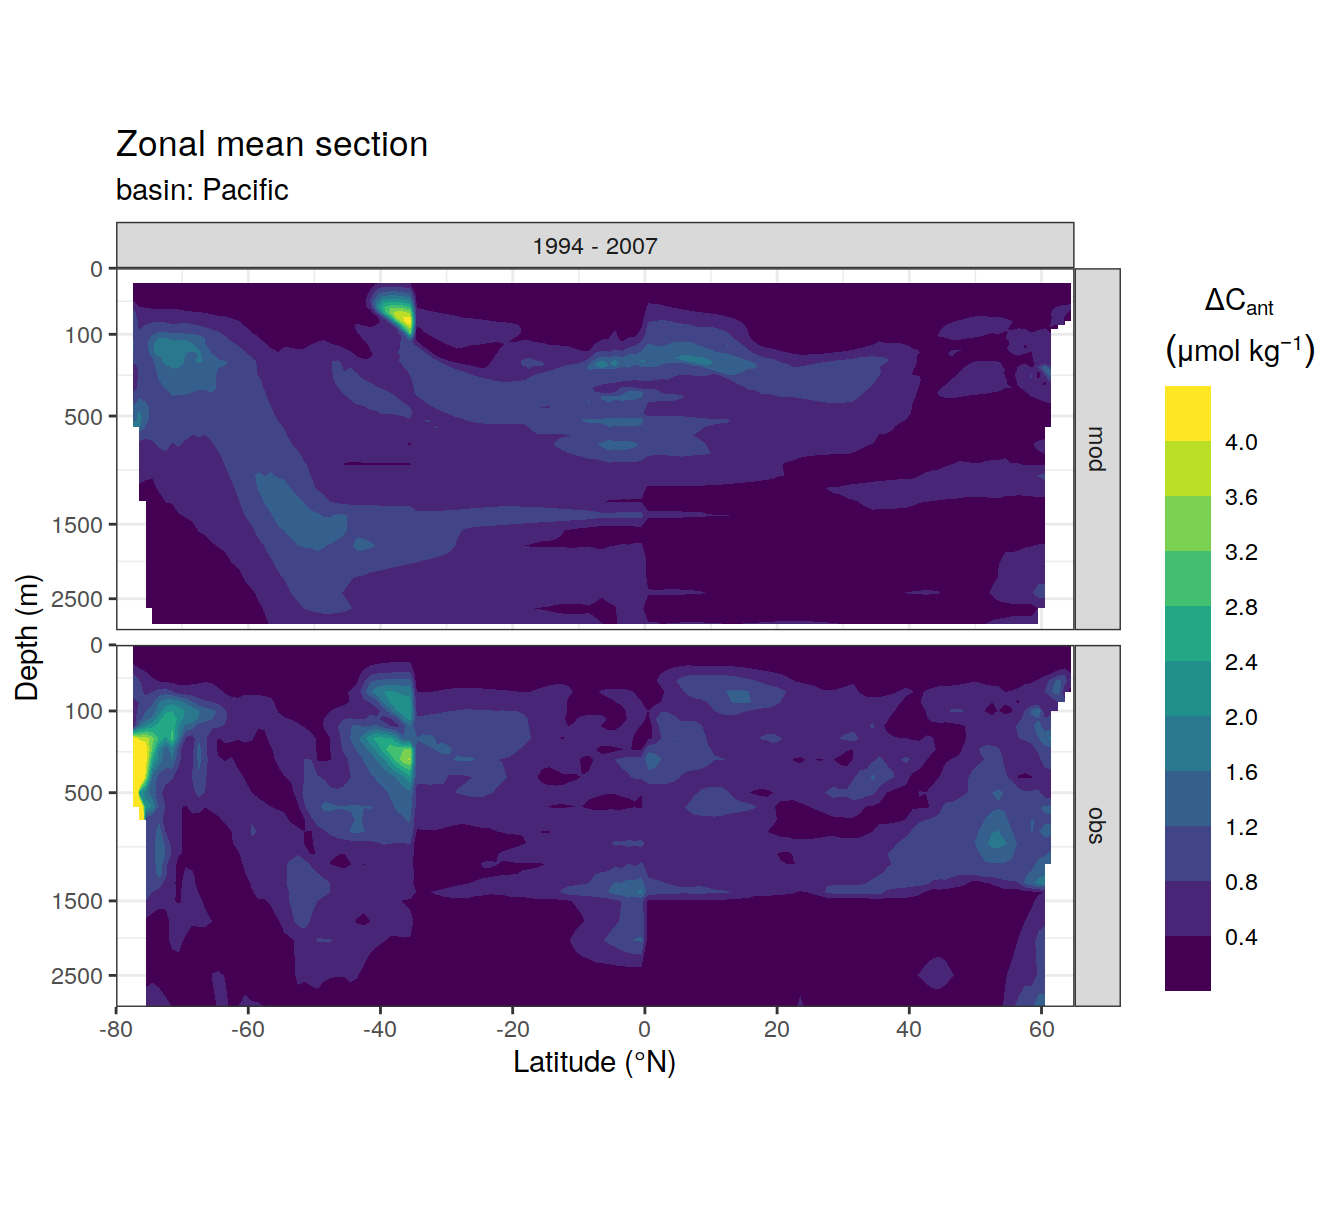 Zonal mean section
basin: Pacific
1994 - 2007
0
100
500
1500
2500
mod
0
100
500
1500
2500
obs
Depth (m)
-80 -60 -40 -20 0 20 40 60
Latitude (°N)
ΔCant
(μmol kg⁻¹)
4.0
3.6
3.2
2.8
2.4
2.0
1.6
1.2
0.8
0.4